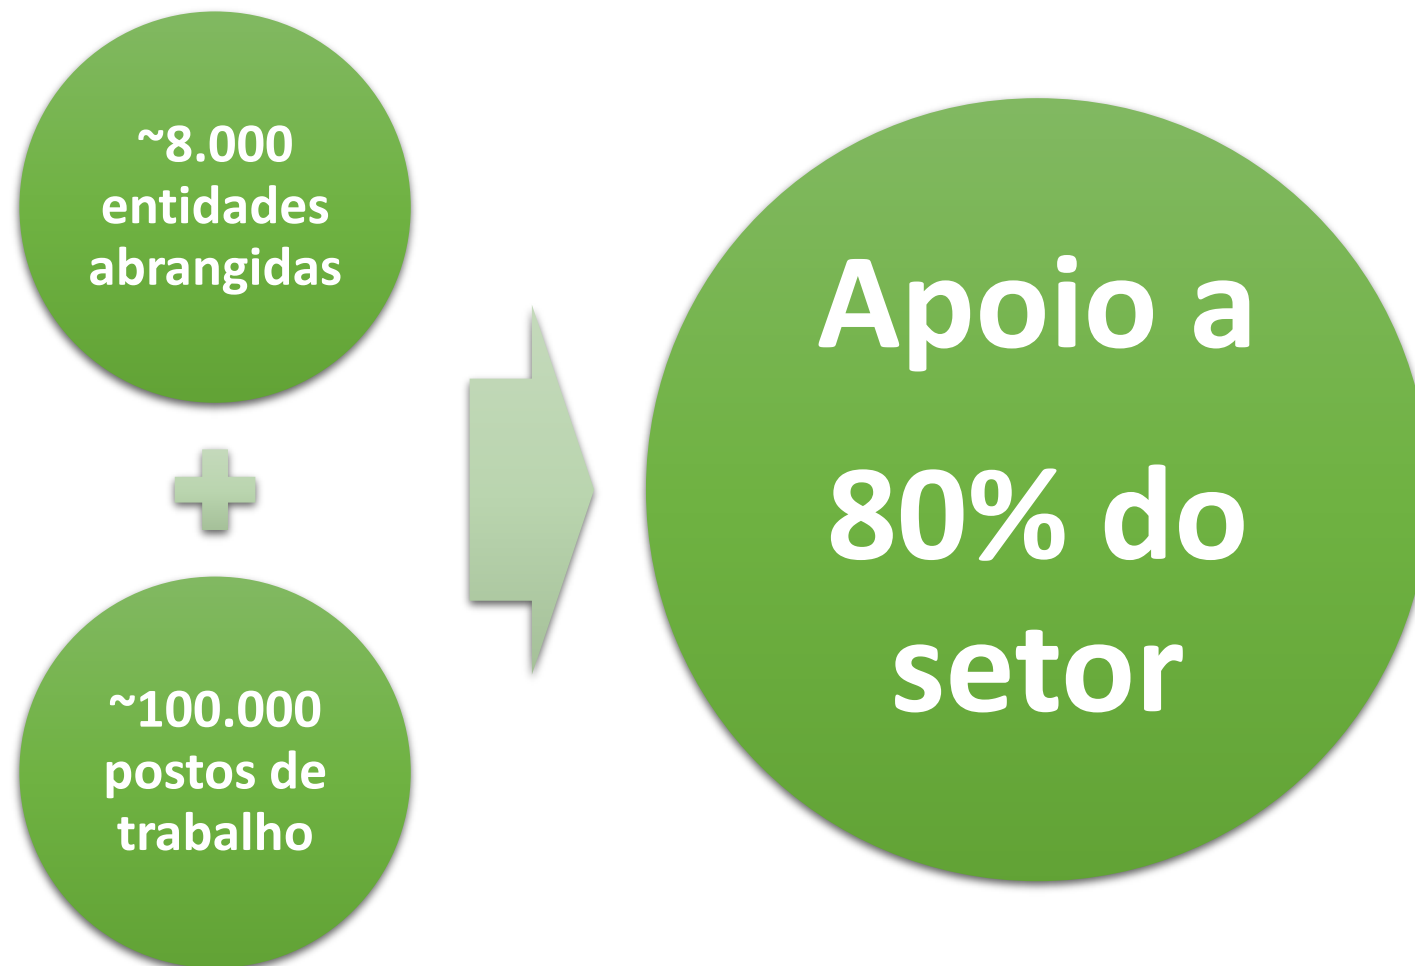 ~8.000
entidades
abrangidas
~100.000
postos de
trabalho
Apoio a
80% do
setor